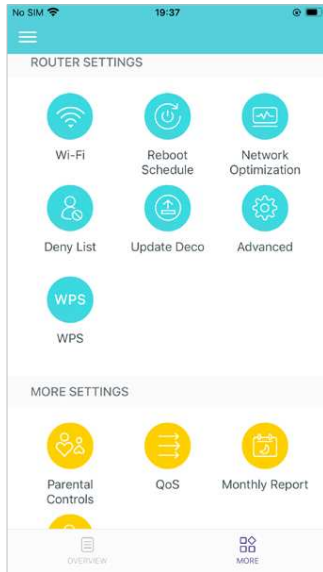 No SIM 19:37
ROUTER SETTINGS
Wi-Fi Reboot Schedule Network Optimization
Deny List Update Deco Advanced
WPS
WPS
MORE SETTINGS
Parental Controls QoS Monthly Report
OVERVIEW MORE